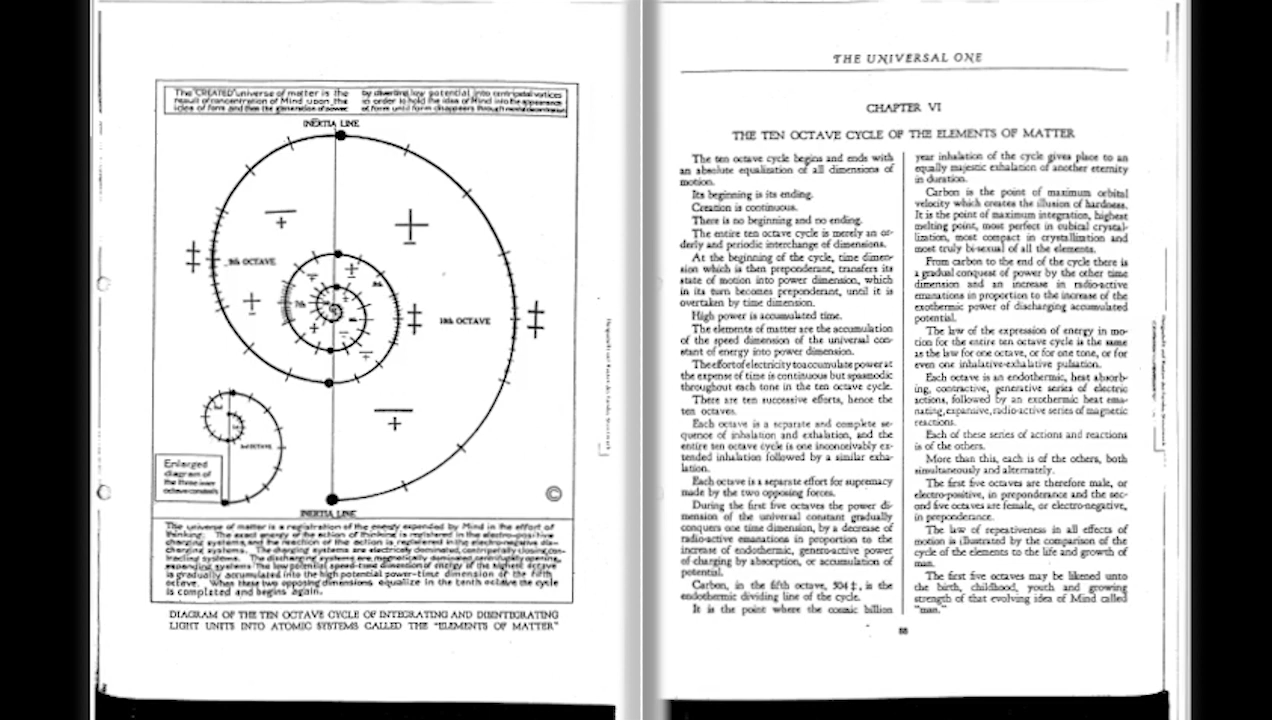 The "CREATED" universe of matter is the
result of concentration of Mind upon the
idea of form and then the generation of power
by diverting low potential into centripetal vortices
in order to hold the idea of Mind into the appearance
of form until form disappears through
INERTIA LINE
9th OCTAVE
7th
8th
10th OCTAVE
3rd OCTAVE
Enlarged
diagram of
the three inner
octave
©
INERTIA LINE
The universe of matter is a registration of the energy expended by Mind in the effort of
thinking. The exact energy of the action of thinking is registered in the electro-positive
charging systems, and the reaction of the action is registered in the electro-negative dis-
charging systems. The charging systems are electrically dominated, centripetally closing, con-
tracting systems. The discharging systems are magnetically dominated, centrifugally opening,
expanding systems. The low potential speed-time dimension of energy of the highest octave
is gradually accumulated into the high potential power-time dimension of the fifth
octave. When these two opposing dimensions equalize in the tenth octave the cycle
is completed and begins again.
DIAGRAM OF THE TEN OCTAVE CYCLE OF INTEGRATING AND DISINTEGRATING
LIGHT UNITS INTO ATOMIC SYSTEMS CALLED THE "ELEMENTS OF MATTER"
THE UNIVERSAL ONE
CHAPTER VI
THE TEN OCTAVE CYCLE OF THE ELEMENTS OF MATTER
The ten octave cycle begins and ends with
an absolute equalization of all dimensions of
motion.
Its beginning is its ending.
Creation is continuous.
There is no beginning and no ending.
The entire ten octave cycle is merely an or-
derly and periodic interchange of dimensions.
At the beginning of the cycle, time dimen-
sion which is then preponderant, transfers its
state of motion into power dimension, which
in its turn becomes preponderant, until it is
overtaken by time dimension.
High power is accumulated time.
The elements of matter are the accumulation
of the speed dimension of the universal con-
stant of energy into power dimension.
The effort of electricity to accumulate power at
the expense of time is continuous but spasmodic
throughout each tone in the ten octave cycle.
There are ten successive efforts, hence the
ten octaves.
Each octave is a separate and complete se-
quence of inhalation and exhalation, and the
entire ten octave cycle is one inconceivably ex-
tended inhalation followed by a similar exha-
lation.
Each octave is a separate effort for supremacy
made by the two opposing forces.
During the first five octaves the power di-
mension of the universal constant gradually
conquers one time dimension, by a decrease of
radio-active emanations in proportion to the
increase of endothermic, genero-active power
of charging by absorption, or accumulation of
potential.
Carbon, in the fifth octave, 504‡, is the
endothermic dividing line of the cycle.
It is the point where the cosmic billion
year inhalation of the cycle gives place to an
equally majestic exhalation of another eternity
in duration.
Carbon is the point of maximum orbital
velocity which creates the illusion of hardness.
It is the point of maximum integration, highest
melting point, most perfect in cubical crystal-
lization, most compact in crystallization and
most truly bi-sexual of all the elements.
From carbon to the end of the cycle there is
a gradual conquest of power by the other time
dimension and an increase in radio-active
emanations in proportion to the increase of the
exothermic power of discharging accumulated
potential.
The law of the expression of energy in mo-
tion for the entire ten octave cycle is the same
as the law for one octave, or for one tone, or for
even one inhalative-exhalative pulsation.
Each octave is an endothermic, heat absorb-
ing, contractive, generative series of electric
actions, followed by an exothermic heat ema-
nating, expansive, radio-active series of magnetic
reactions.
Each of these series of actions and reactions
is of the others.
More than this, each is of the others, both
simultaneously and alternately.
The first five octaves are therefore male, or
electro-positive, in preponderance and the sec-
ond five octaves are female, or electro-negative,
in preponderance.
The law of repeativeness in all effects of
motion is illustrated by the comparison of the
cycle of the elements to the life and growth of
man.
The first five octaves may be likened unto
the birth, childhood, youth and growing
strength of that evolving idea of Mind called
"man."
88